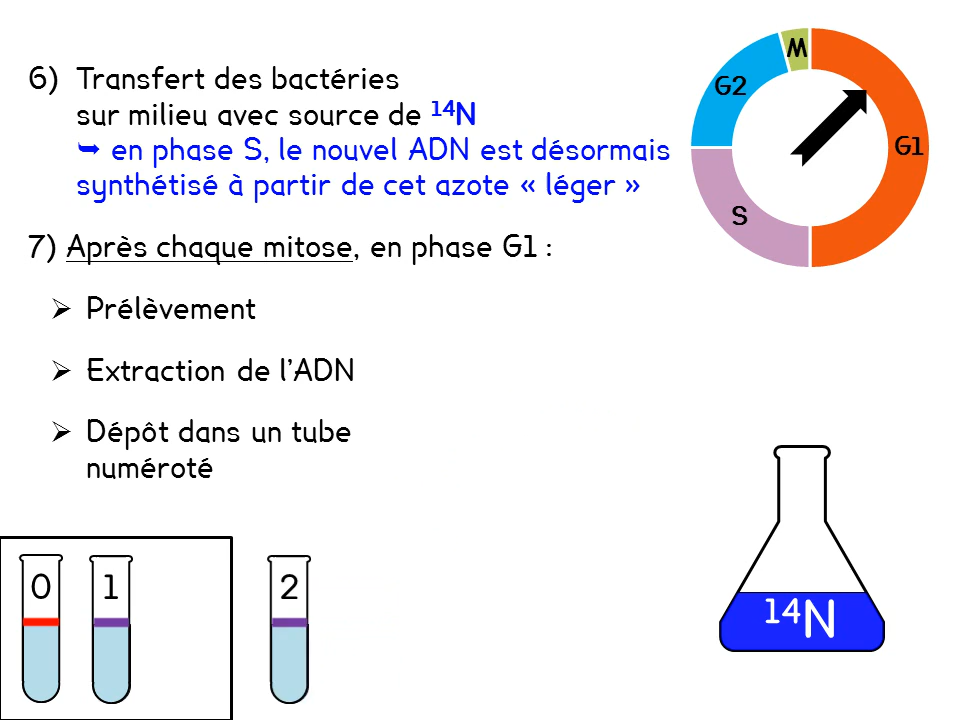 6) Transfert des bactéries
sur milieu avec source de ¹⁴N
➥ en phase S, le nouvel ADN est désormais
synthétisé à partir de cet azote « léger »
7) Après chaque mitose, en phase G1 :
➢ Prélèvement
➢ Extraction de l’ADN
➢ Dépôt dans un tube
numéroté
M
G2
G1
S
0
1
2
¹⁴N